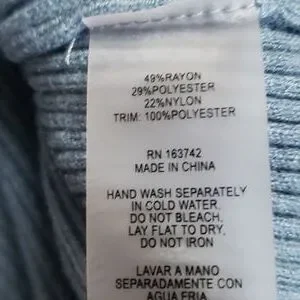 49%RAYON
29%POLYESTER
22%NYLON
TRIM: 100%POLYESTER
RN 163742
MADE IN CHINA
HAND WASH SEPARATELY
IN COLD WATER.
DO NOT BLEACH.
LAY FLAT TO DRY,
DO NOT IRON
LAVAR A MANO
SEPARADAMENTE CON
AGUA FRIA